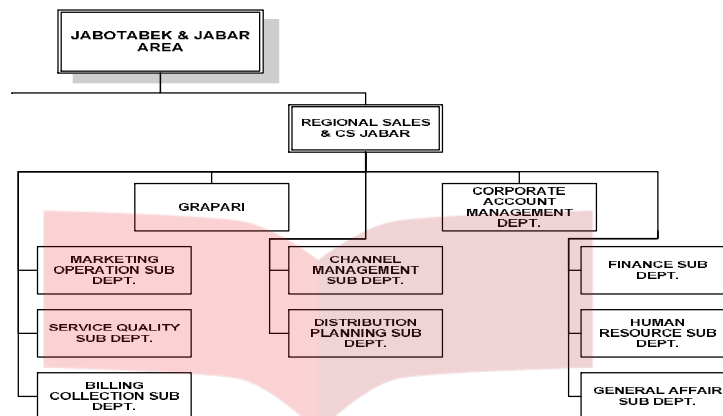 JABOTABEK & JABAR
AREA
REGIONAL SALES
& CS JABAR
GRAPARI
CORPORATE
ACCOUNT
MANAGEMENT
DEPT.
MARKETING
OPERATION SUB
DEPT.
CHANNEL
MANAGEMENT
SUB DEPT.
FINANCE SUB
DEPT.
SERVICE QUALITY
SUB DEPT.
DISTRIBUTION
PLANNING SUB
DEPT.
HUMAN
RESOURCE SUB
DEPT.
BILLING
COLLECTION SUB
DEPT.
GENERAL AFFAIR
SUB DEPT.